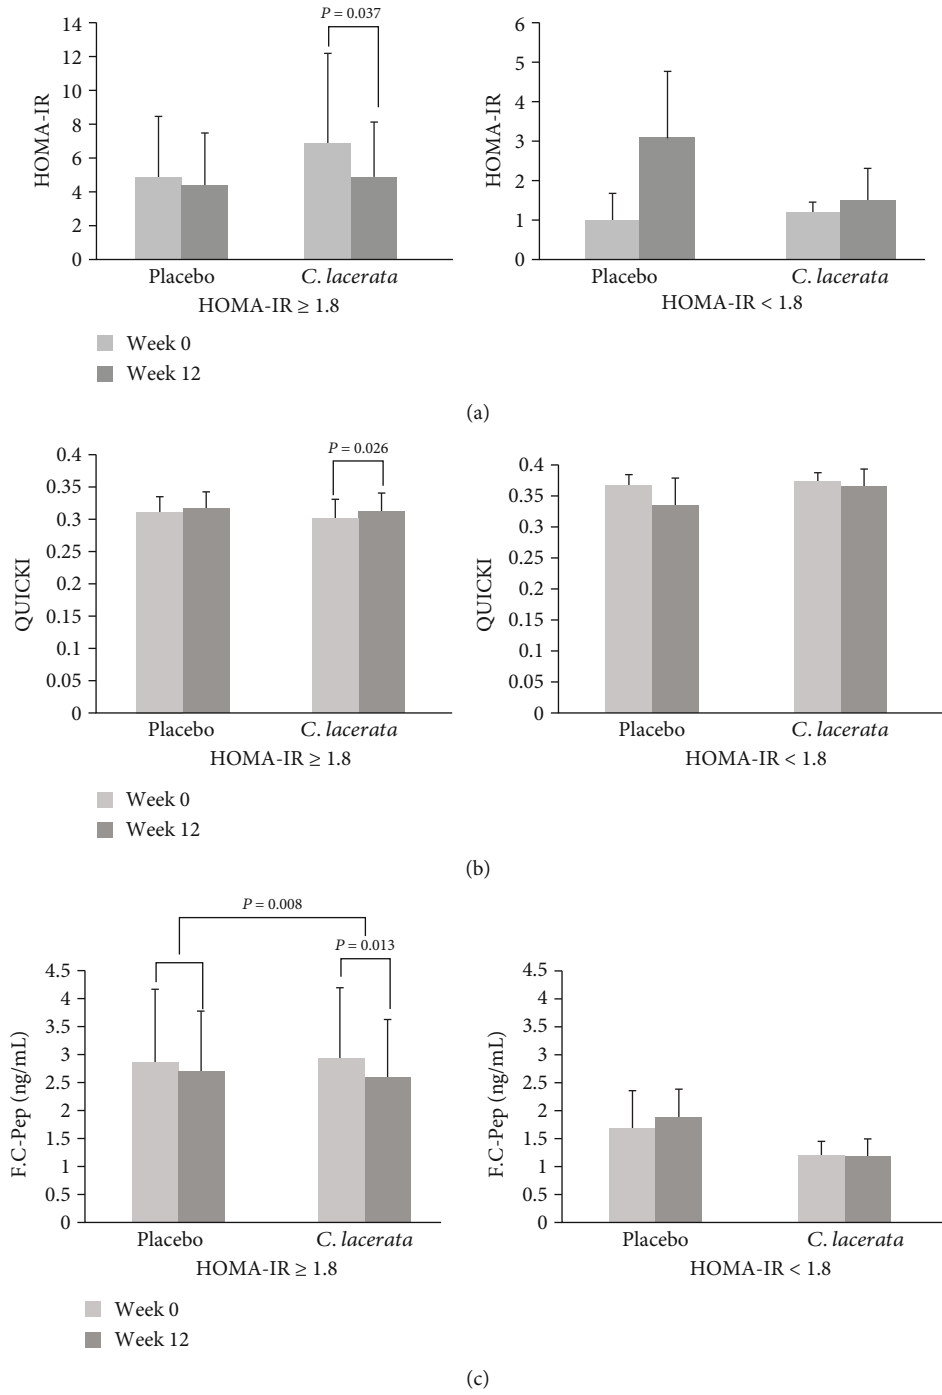 P = 0.037
14
12
10
8
6
4
2
0
HOMA-IR
Placebo
C. lacerata
HOMA-IR ≥ 1.8
6
5
4
3
2
1
0
HOMA-IR
Placebo
C. lacerata
HOMA-IR < 1.8
Week 0
Week 12
(a)
P = 0.026
0.4
0.35
0.3
0.25
0.2
0.15
0.1
0.05
0
QUICKI
Placebo
C. lacerata
HOMA-IR ≥ 1.8
0.4
0.35
0.3
0.25
0.2
0.15
0.1
0.05
0
QUICKI
Placebo
C. lacerata
HOMA-IR < 1.8
Week 0
Week 12
(b)
P = 0.008
P = 0.013
4.5
4
3.5
3
2.5
2
1.5
1
0.5
0
F.C-Pep (ng/mL)
Placebo
C. lacerata
HOMA-IR ≥ 1.8
4.5
4
3.5
3
2.5
2
1.5
1
0.5
0
F.C-Pep (ng/mL)
Placebo
C. lacerata
HOMA-IR < 1.8
Week 0
Week 12
(c)